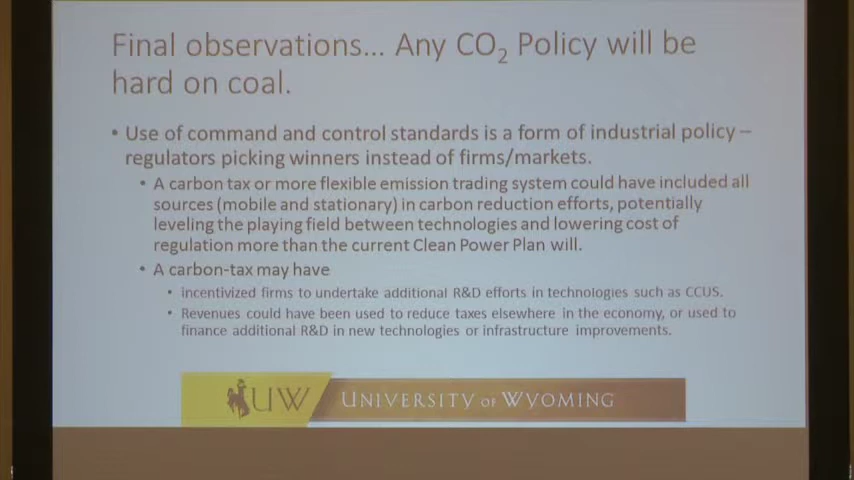 Final observations... Any CO₂ Policy will be
hard on coal.
• Use of command and control standards is a form of industrial policy –
regulators picking winners instead of firms/markets.
• A carbon tax or more flexible emission trading system could have included all
sources (mobile and stationary) in carbon reduction efforts, potentially
leveling the playing field between technologies and lowering cost of
regulation more than the current Clean Power Plan will.
• A carbon-tax may have
• Incentivized firms to undertake additional R&D efforts in technologies such as CCUS.
• Revenues could have been used to reduce taxes elsewhere in the economy, or used to
finance additional R&D in new technologies or infrastructure improvements.
UW UNIVERSITY OF WYOMING